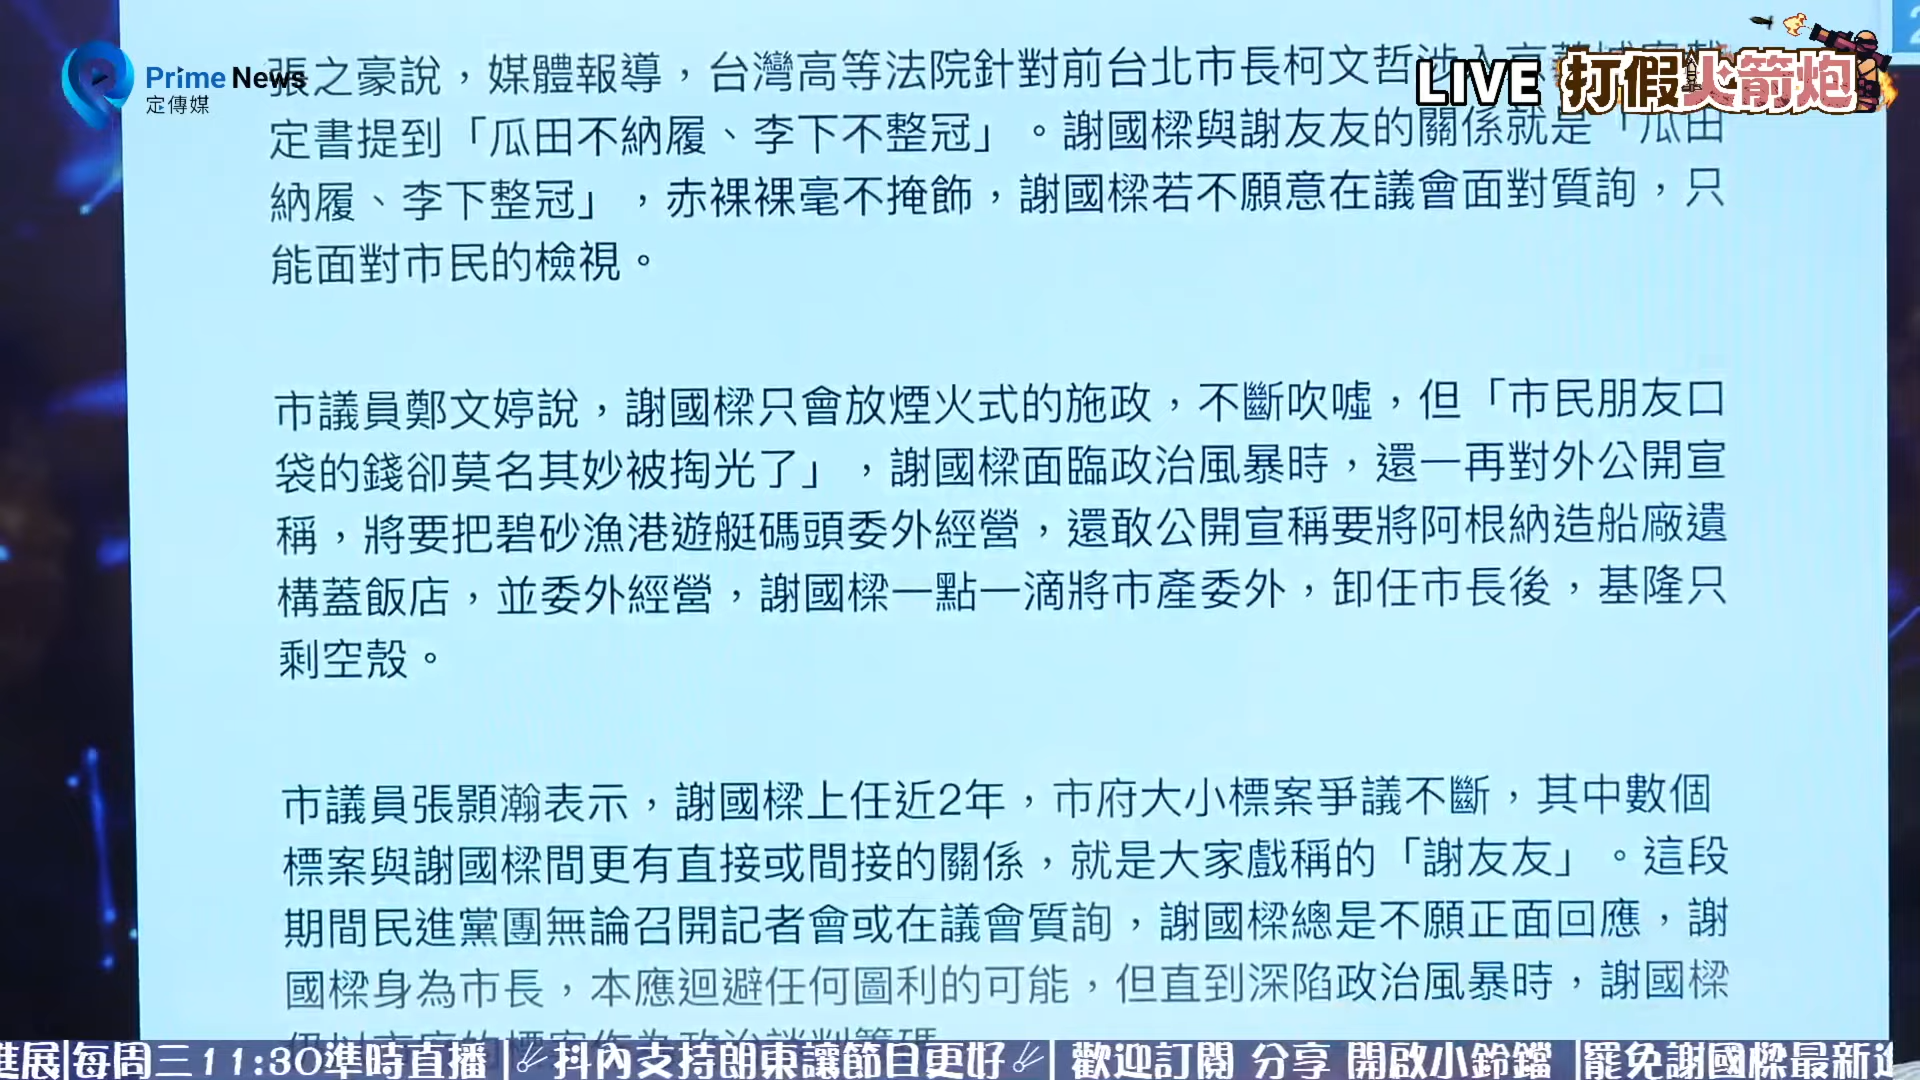 Prime News
定傳媒
LIVE 打假火箭炮
張之豪說，媒體報導，台灣高等法院針對前台北市長柯文哲涉入京華城案裁
定書提到「瓜田不納履、李下不整冠」。謝國樑與謝友友的關係就是「瓜田
納履、李下整冠」，赤裸裸毫不掩飾，謝國樑若不願意在議會面對質詢，只
能面對市民的檢視。
市議員鄭文婷說，謝國樑只會放煙火式的施政，不斷吹噓，但「市民朋友口
袋的錢卻莫名其妙被掏光了」，謝國樑面臨政治風暴時，還一再對外公開宣
稱，將要把碧砂漁港遊艇碼頭委外經營，還敢公開宣稱要將阿根納造船廠遺
構蓋飯店，並委外經營，謝國樑一點一滴將市產委外，卸任市長後，基隆只
剩空殼。
市議員張顥瀚表示，謝國樑上任近2年，市府大小標案爭議不斷，其中數個
標案與謝國樑間更有直接或間接的關係，就是大家戲稱的「謝友友」。這段
期間民進黨團無論召開記者會或在議會質詢，謝國樑總是不願正面回應，謝
國樑身為市長，本應迴避任何圖利的可能，但直到深陷政治風暴時，謝國樑
進展|每周三11:30準時直播 | 抖內支持朗東讓節目更好 | 歡迎訂閱 分享 開啟小鈴鐺 |罷免謝國樑最新進